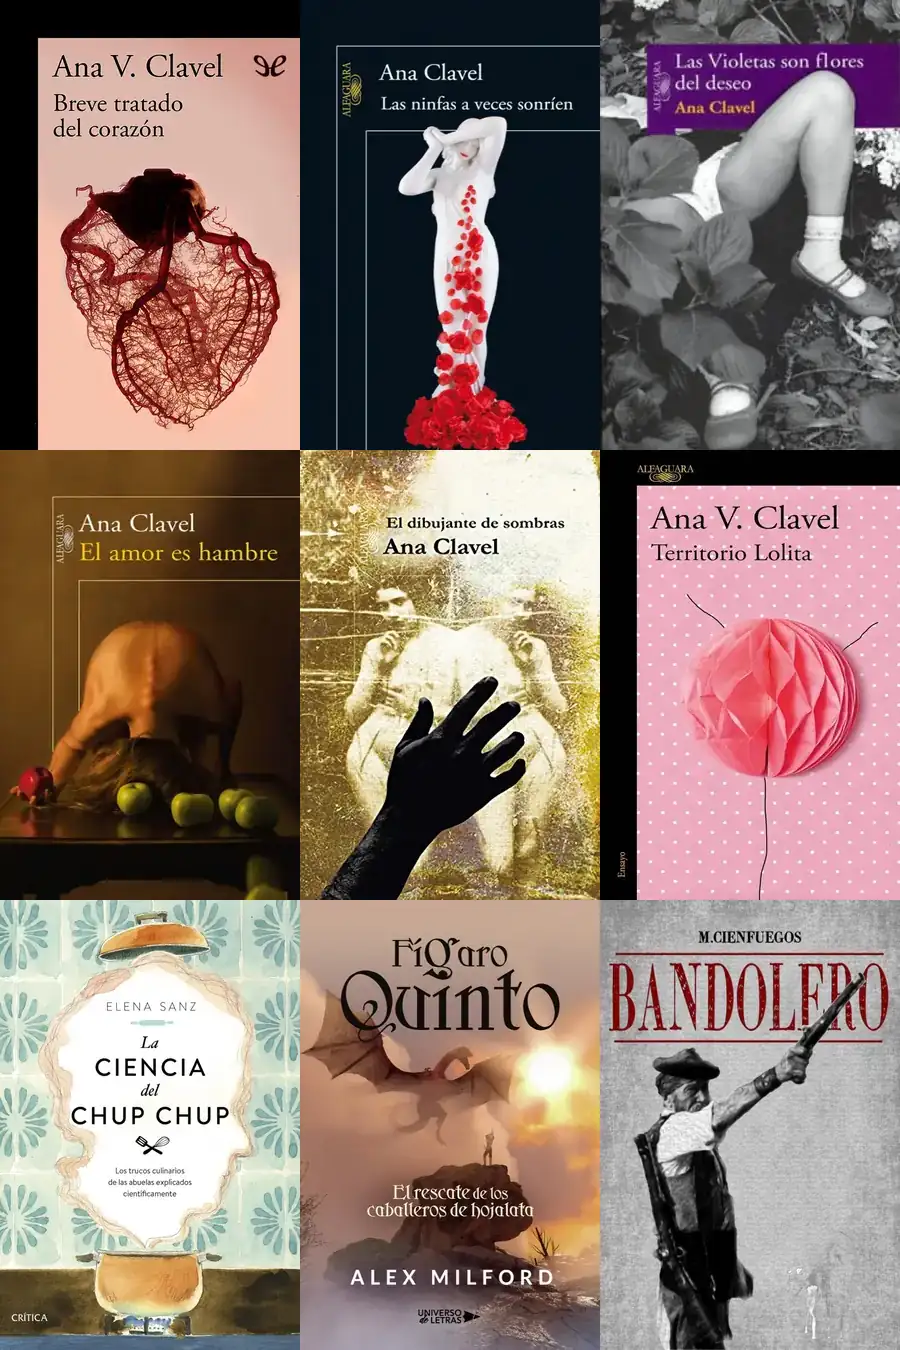 Ana V. Clavel
Breve tratado
del corazón
ALFAGUARA
Ana Clavel
Las ninfas a veces sonríen
ALFAGUARA
Las Violetas son flores
del deseo
Ana Clavel
ALFAGUARA
Ana Clavel
El amor es hambre
El dibujante de sombras
Ana Clavel
ALFAGUARA
Ana V. Clavel
Territorio Lolita
Ensayo
ELENA SANZ
La
CIENCIA
del
CHUP CHUP
Los trucos culinarios
de las abuelas explicados
científicamente
CRÍTICA
Fígaro
Quinto
El rescate de los
caballeros de hojalata
ALEX MILFORD
UNIVERSO
de LETRAS
M.CIENFUEGOS
BANDOLERO